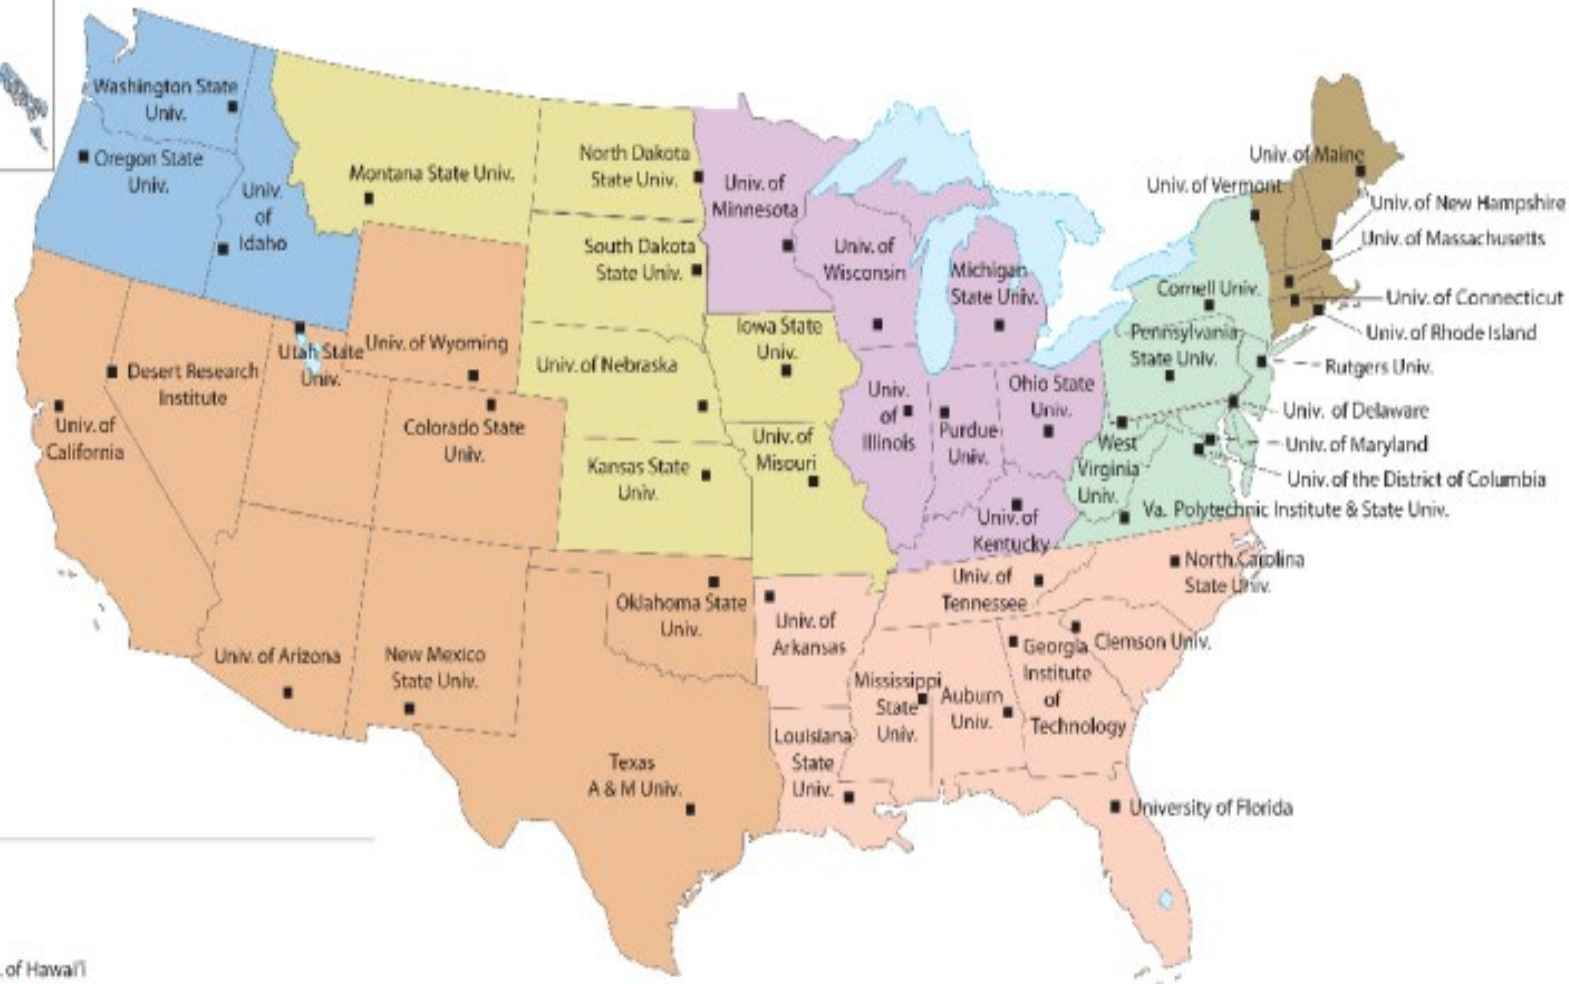 Washington State
Univ.
Oregon State
Univ.
Univ.
of
Idaho
Montana State Univ.
North Dakota
State Univ.
South Dakota
State Univ.
Univ. of
Minnesota
Univ. of
Wisconsin
Michigan
State Univ.
Univ. of Maine
Univ. of Vermont
Univ. of New Hampshire
Univ. of Massachusetts
Univ. of Connecticut
Univ. of Rhode Island
Cornell Univ.
Pennsylvania
State Univ.
Rutgers Univ.
Univ. of Delaware
Univ. of Maryland
Univ. of the District of Columbia
Va. Polytechnic Institute & State Univ.
West
Virginia
Univ.
Ohio State
Univ.
Purdue
Univ.
Univ.
of
Illinois
Univ. of
Kentucky
Iowa State
Univ.
Univ. of
Misouri
Univ. of Nebraska
Kansas State
Univ.
Univ. of Wyoming
Colorado State
Univ.
Utah State
Univ.
Desert Research
Institute
Univ. of
California
Univ. of Arizona
New Mexico
State Univ.
Oklahoma State
Univ.
Texas
A & M Univ.
Univ. of
Arkansas
Louisiana
State
Univ.
Mississippi
State
Univ.
Auburn
Univ.
Georgia
Institute
of
Technology
Clemson Univ.
Univ. of
Tennessee
North Carolina
State Univ.
University of Florida
. of Hawai'i